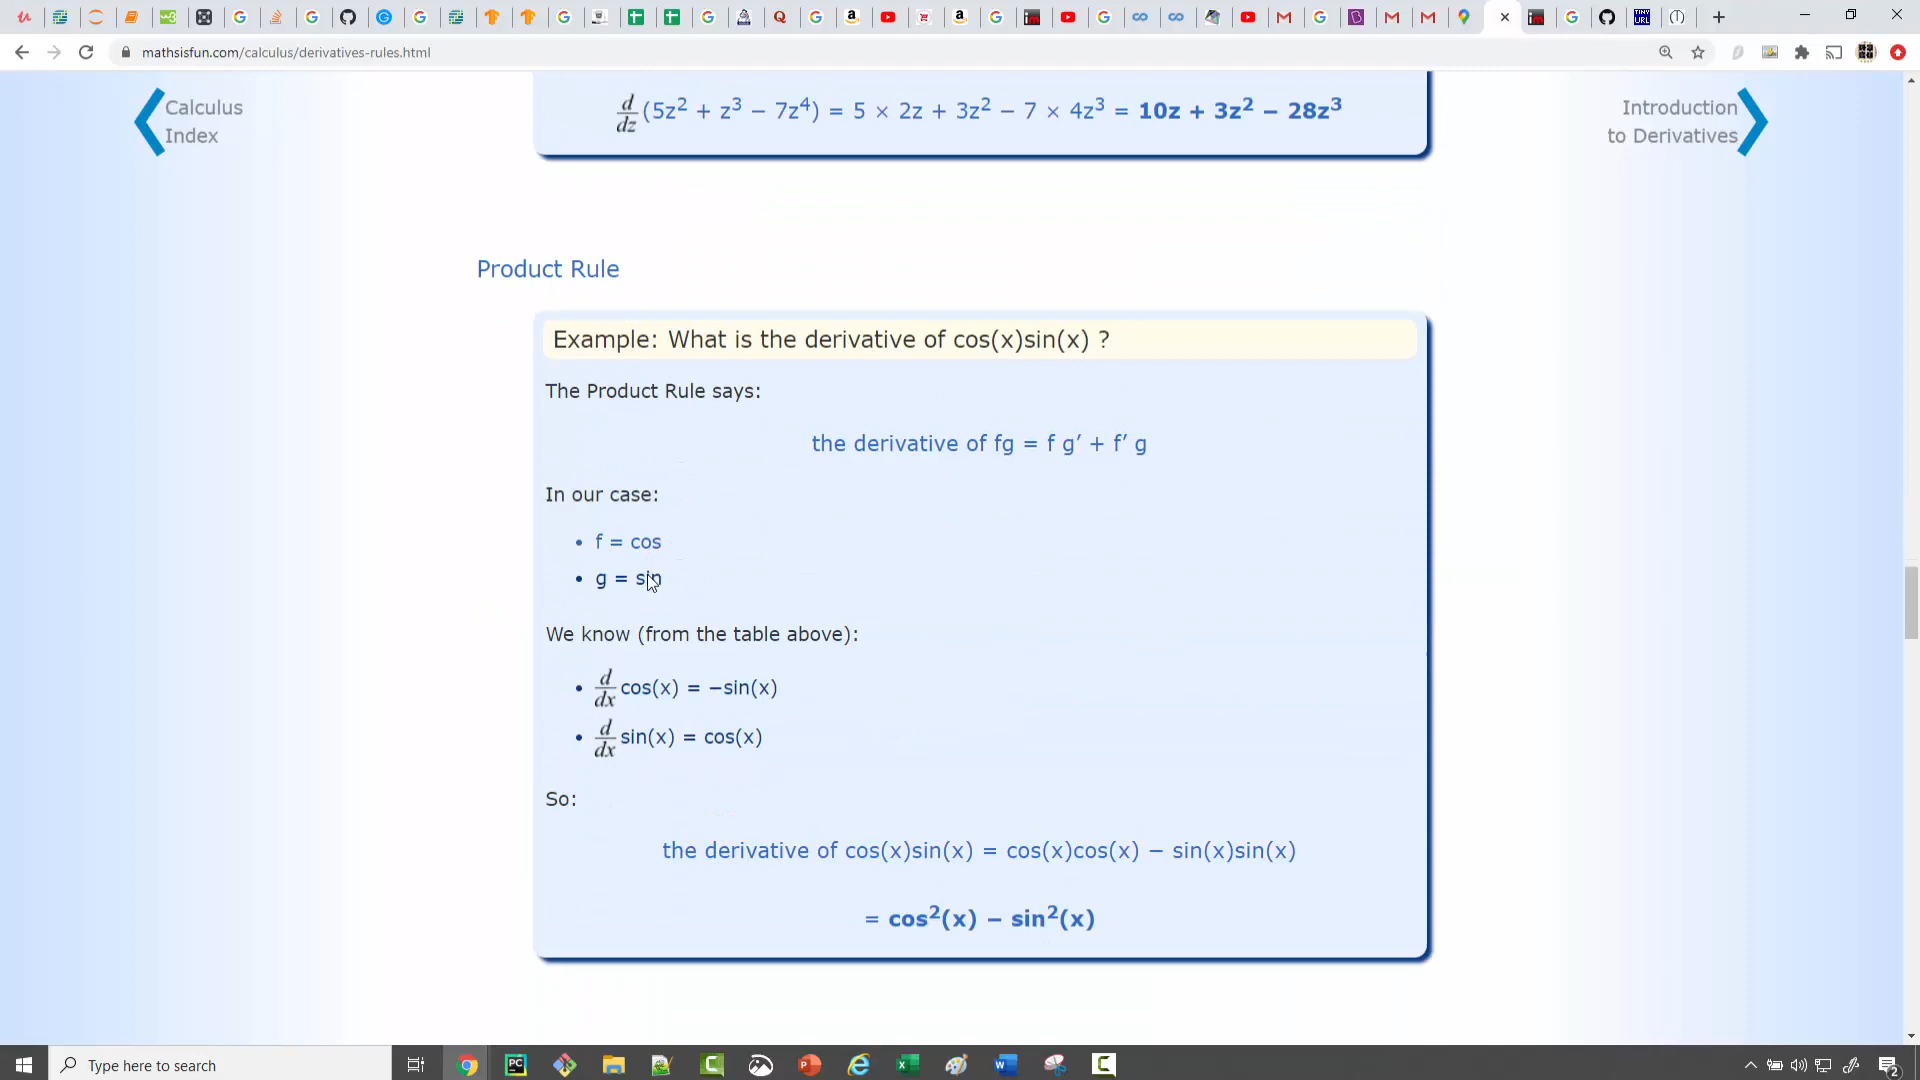 mathsisfun.com/calculus/derivatives-rules.html
Calculus
Index
Introduction
to Derivatives
d/dz (5z² + z³ − 7z⁴) = 5 × 2z + 3z² − 7 × 4z³ = 10z + 3z² − 28z³
Product Rule
Example: What is the derivative of cos(x)sin(x) ?
The Product Rule says:
the derivative of fg = f g’ + f’ g
In our case:
• f = cos
• g = sin
We know (from the table above):
• d/dx cos(x) = −sin(x)
• d/dx sin(x) = cos(x)
So:
the derivative of cos(x)sin(x) = cos(x)cos(x) − sin(x)sin(x)
= cos²(x) − sin²(x)
Type here to search